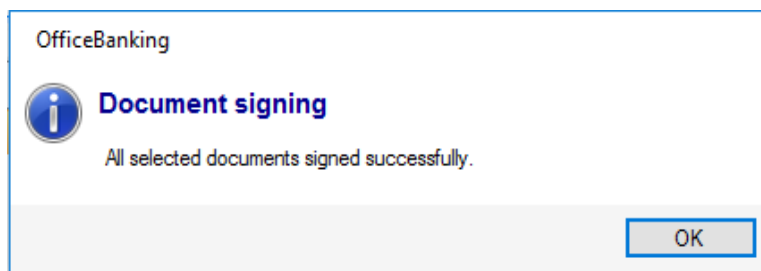 OfficeBanking
Document signing
All selected documents signed successfully.
OK